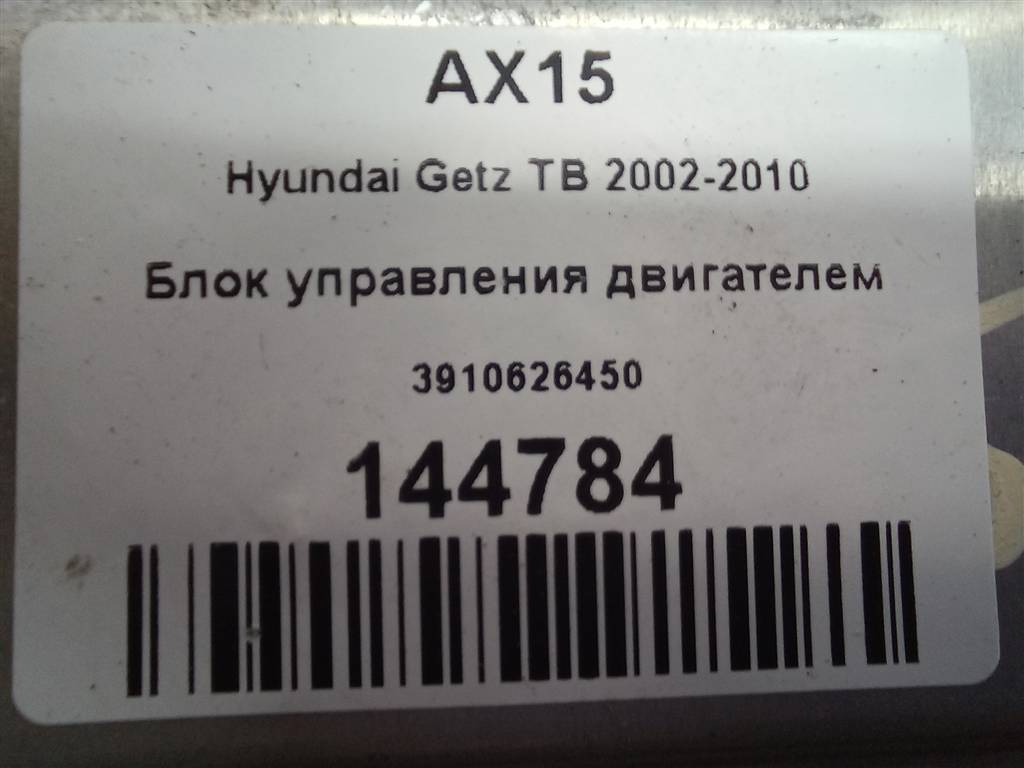 AX15
Hyundai Getz TB 2002-2010
Блок управления двигателем
3910626450
144784